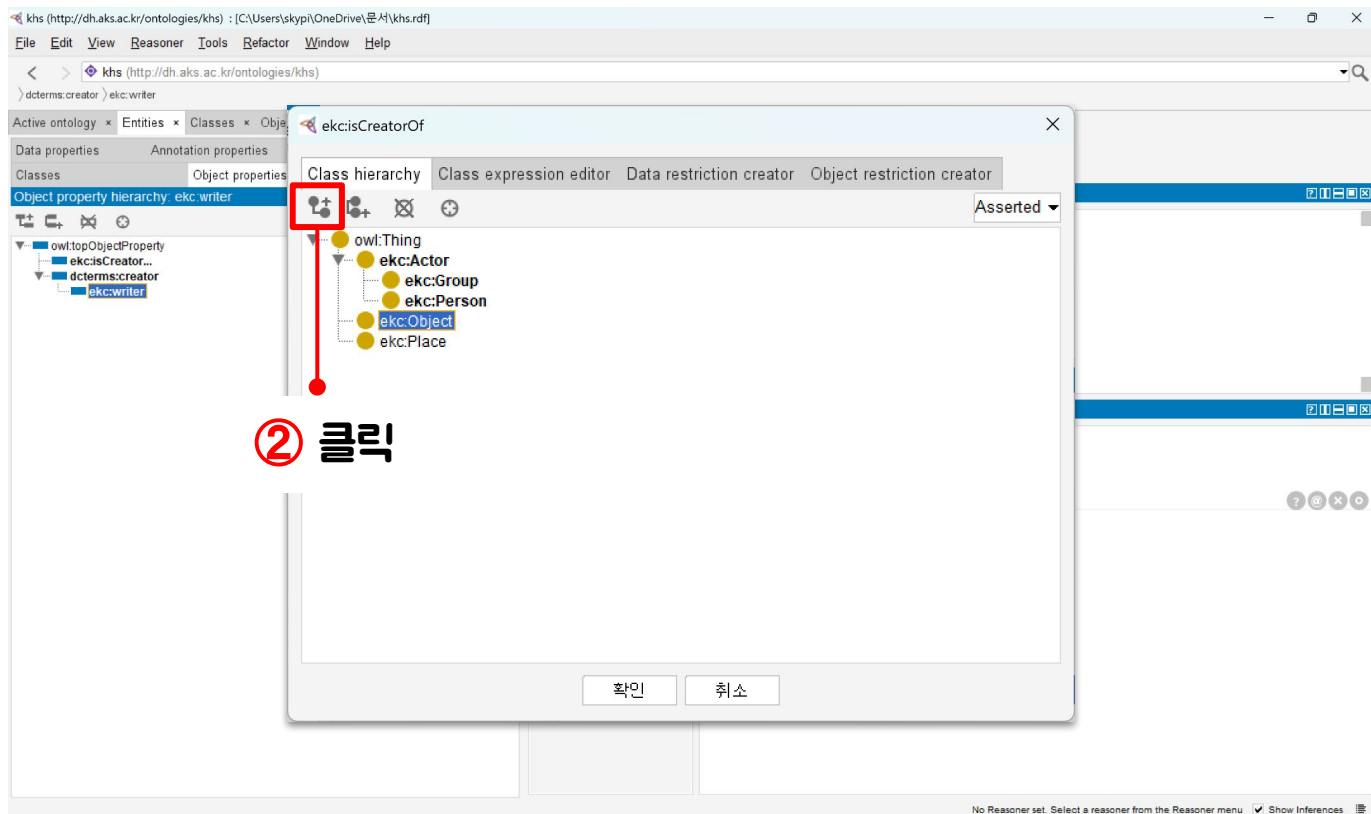 khs (http://dh.aks.ac.kr/ontologies/khs) : [C:\Users\skypi\OneDrive\문서\khs.rdf]
File Edit View Reasoner Tools Refactor Window Help
khs (http://dh.aks.ac.kr/ontologies/khs)
dcterms:creator ekc:writer
Active ontology × Entities × Classes × Obje
Data properties Annotation properties
Classes Object properties
Object property hierarchy: ekc:writer
owl:topObjectProperty
ekc:isCreator...
dcterms:creator
ekc:writer
ekc:isCreatorOf
Class hierarchy Class expression editor Data restriction creator Object restriction creator
Asserted
owl:Thing
ekc:Actor
ekc:Group
ekc:Person
ekc:Object
ekc:Place
② 클릭
확인 취소
No Reasoner set. Select a reasoner from the Reasoner menu Show Inferences